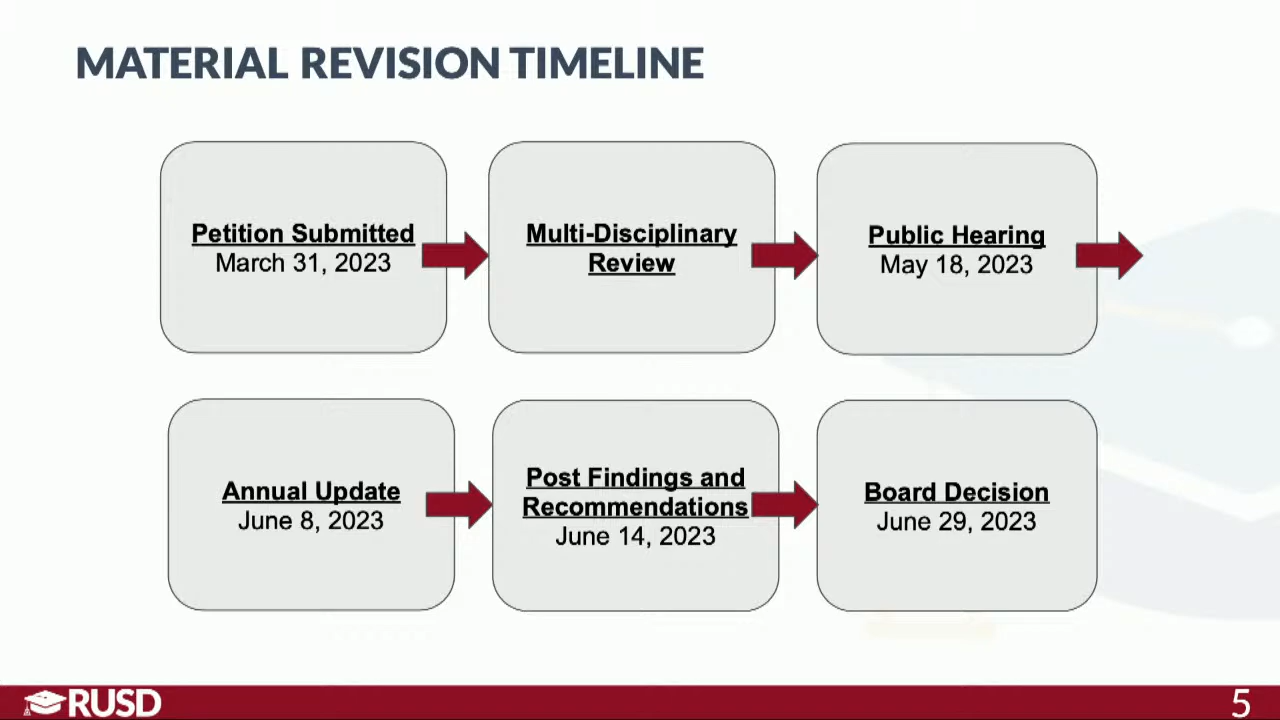 MATERIAL REVISION TIMELINE
Petition Submitted
March 31, 2023
Multi-Disciplinary
Review
Public Hearing
May 18, 2023
Annual Update
June 8, 2023
Post Findings and
Recommendations
June 14, 2023
Board Decision
June 29, 2023
RUSD
5